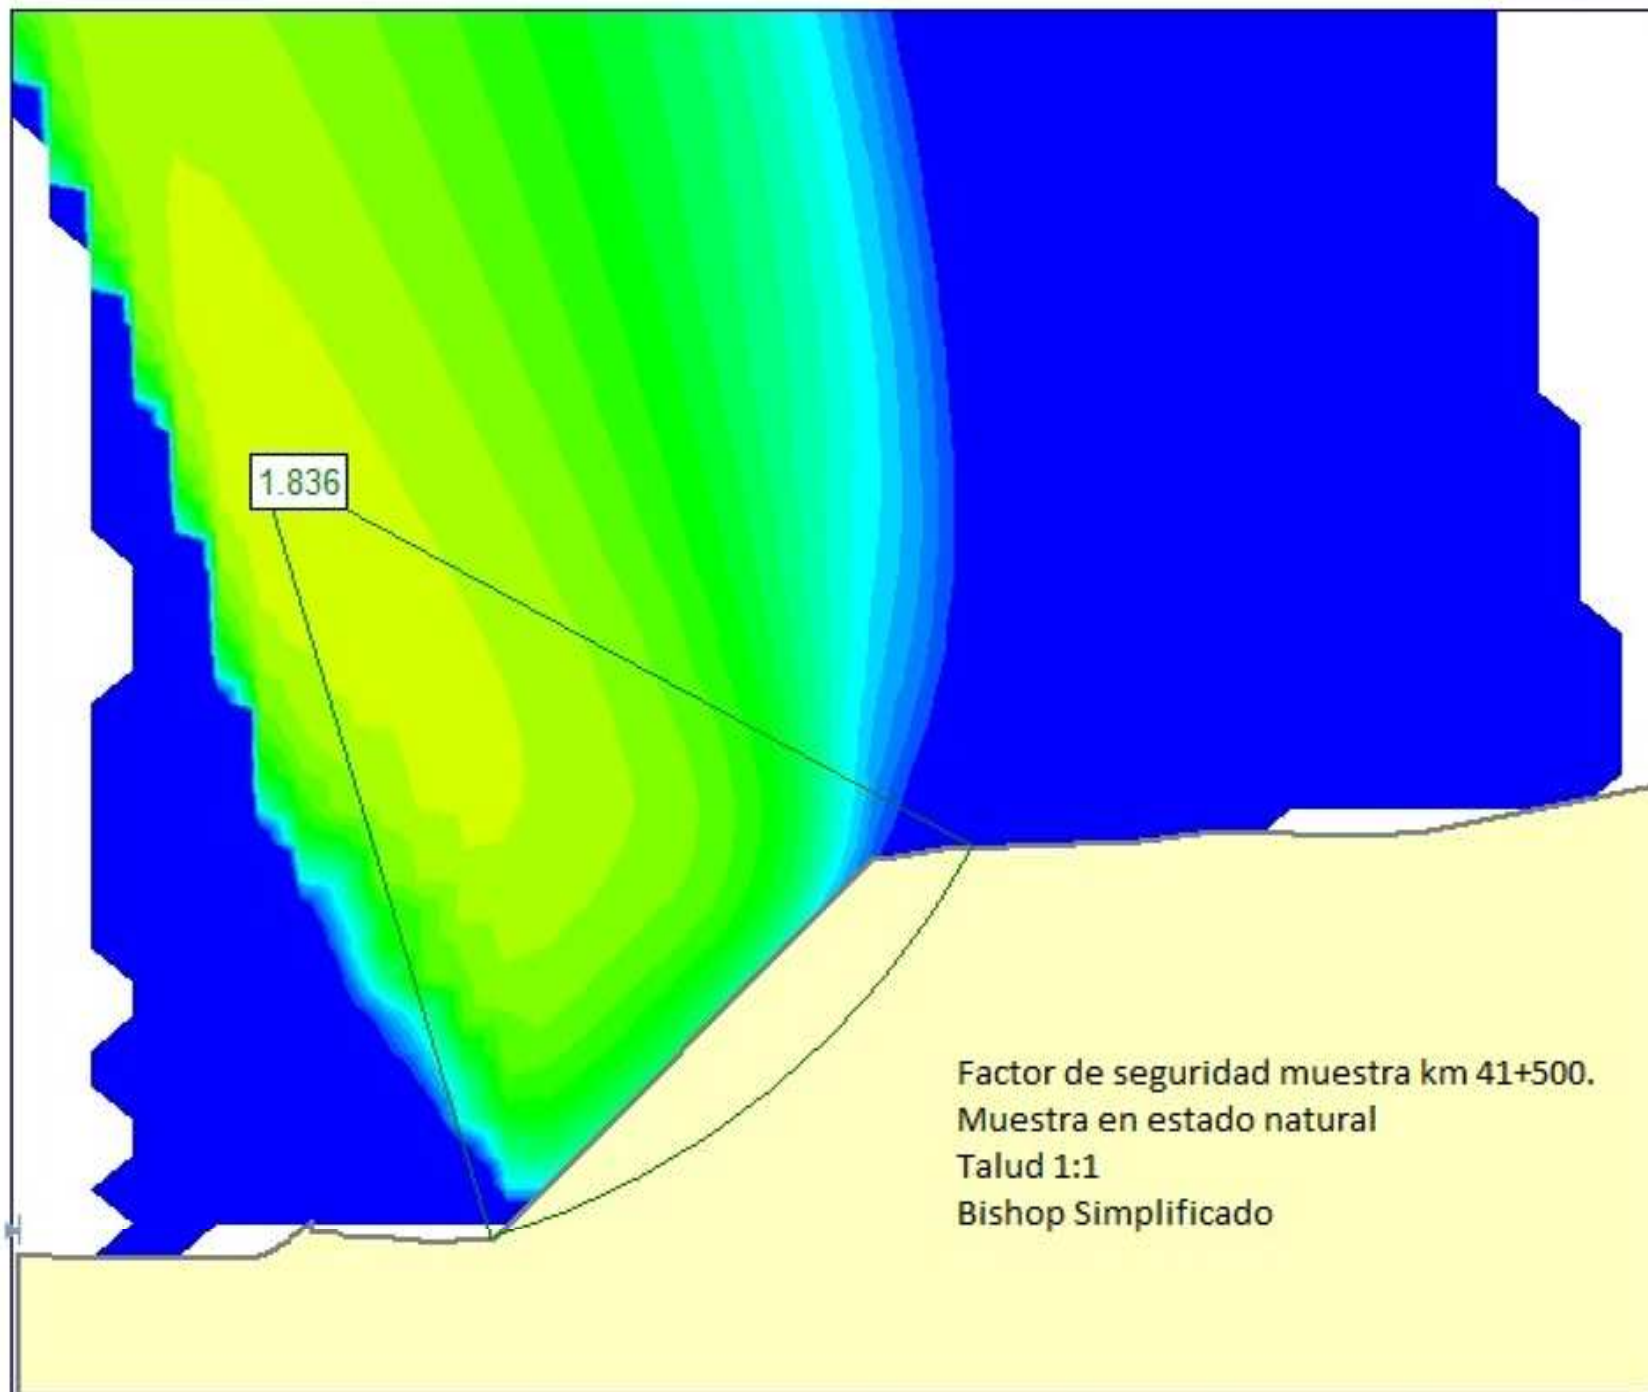 1.836
Factor de seguridad muestra km 41+500.
Muestra en estado natural
Talud 1:1
Bishop Simplificado